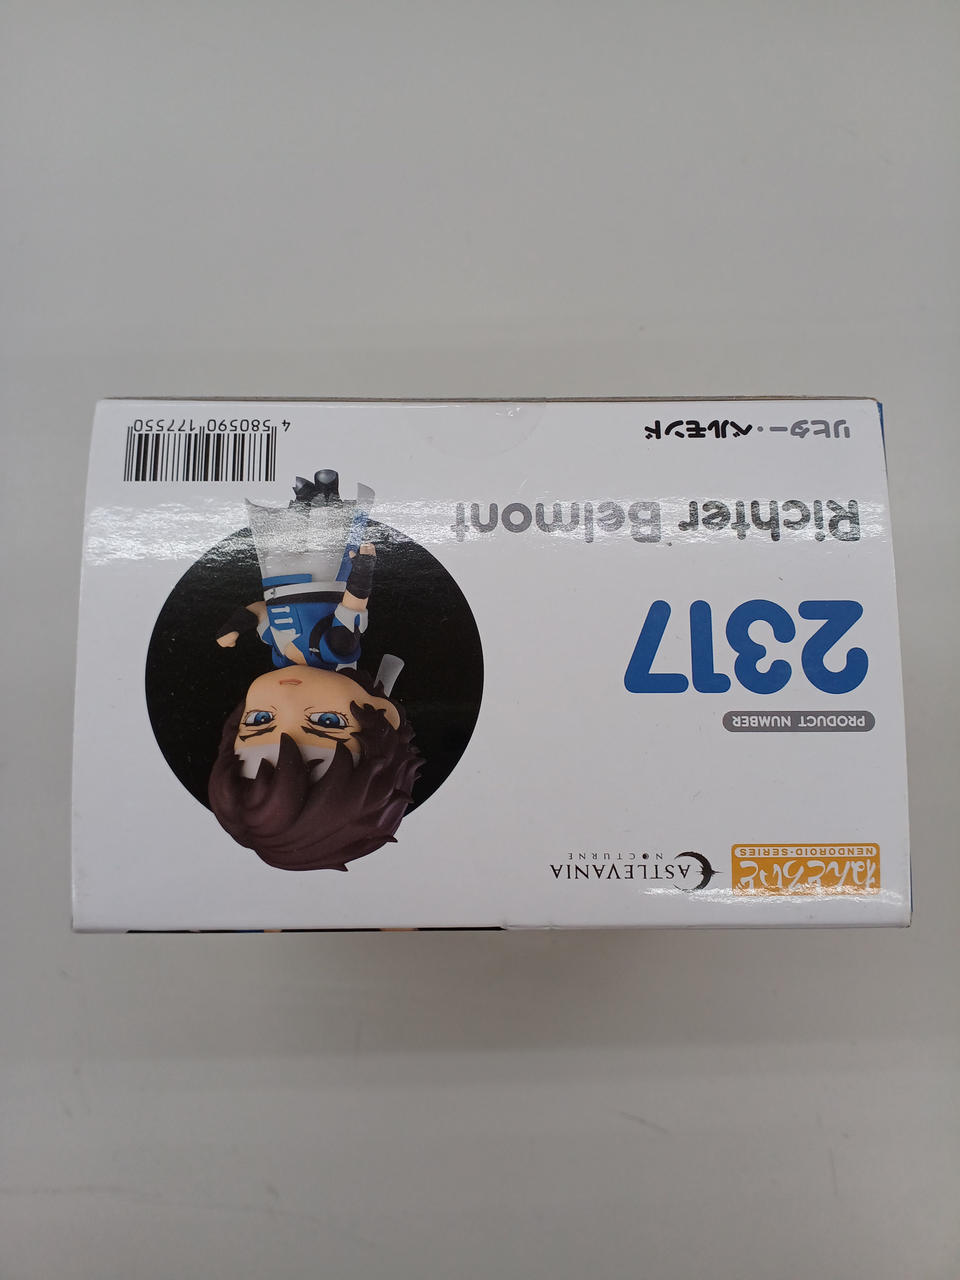 ねんどろいど
NENDOROID-SERIES
CASTLEVANIA
NOCTURNE
PRODUCT NUMBER
2317
Richter Belmont
リヒター・ベルモンド
4 580590 177550